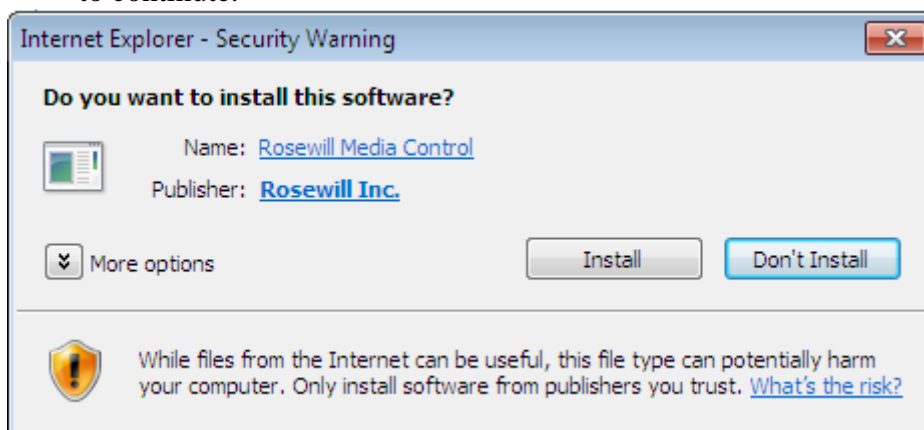 to continue.
Internet Explorer - Security Warning
Do you want to install this software?
Name: Rosewill Media Control
Publisher: Rosewill Inc.
More options
Install
Don't Install
While files from the Internet can be useful, this file type can potentially harm
your computer. Only install software from publishers you trust. What's the risk?